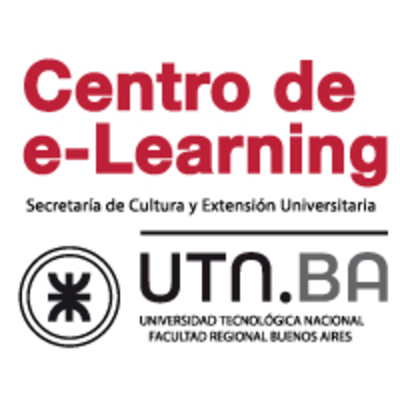 Centro de
e-Learning
Secretaría de Cultura y Extensión Universitaria
UTN.BA
UNIVERSIDAD TECNOLÓGICA NACIONAL
FACULTAD REGIONAL BUENOS AIRES